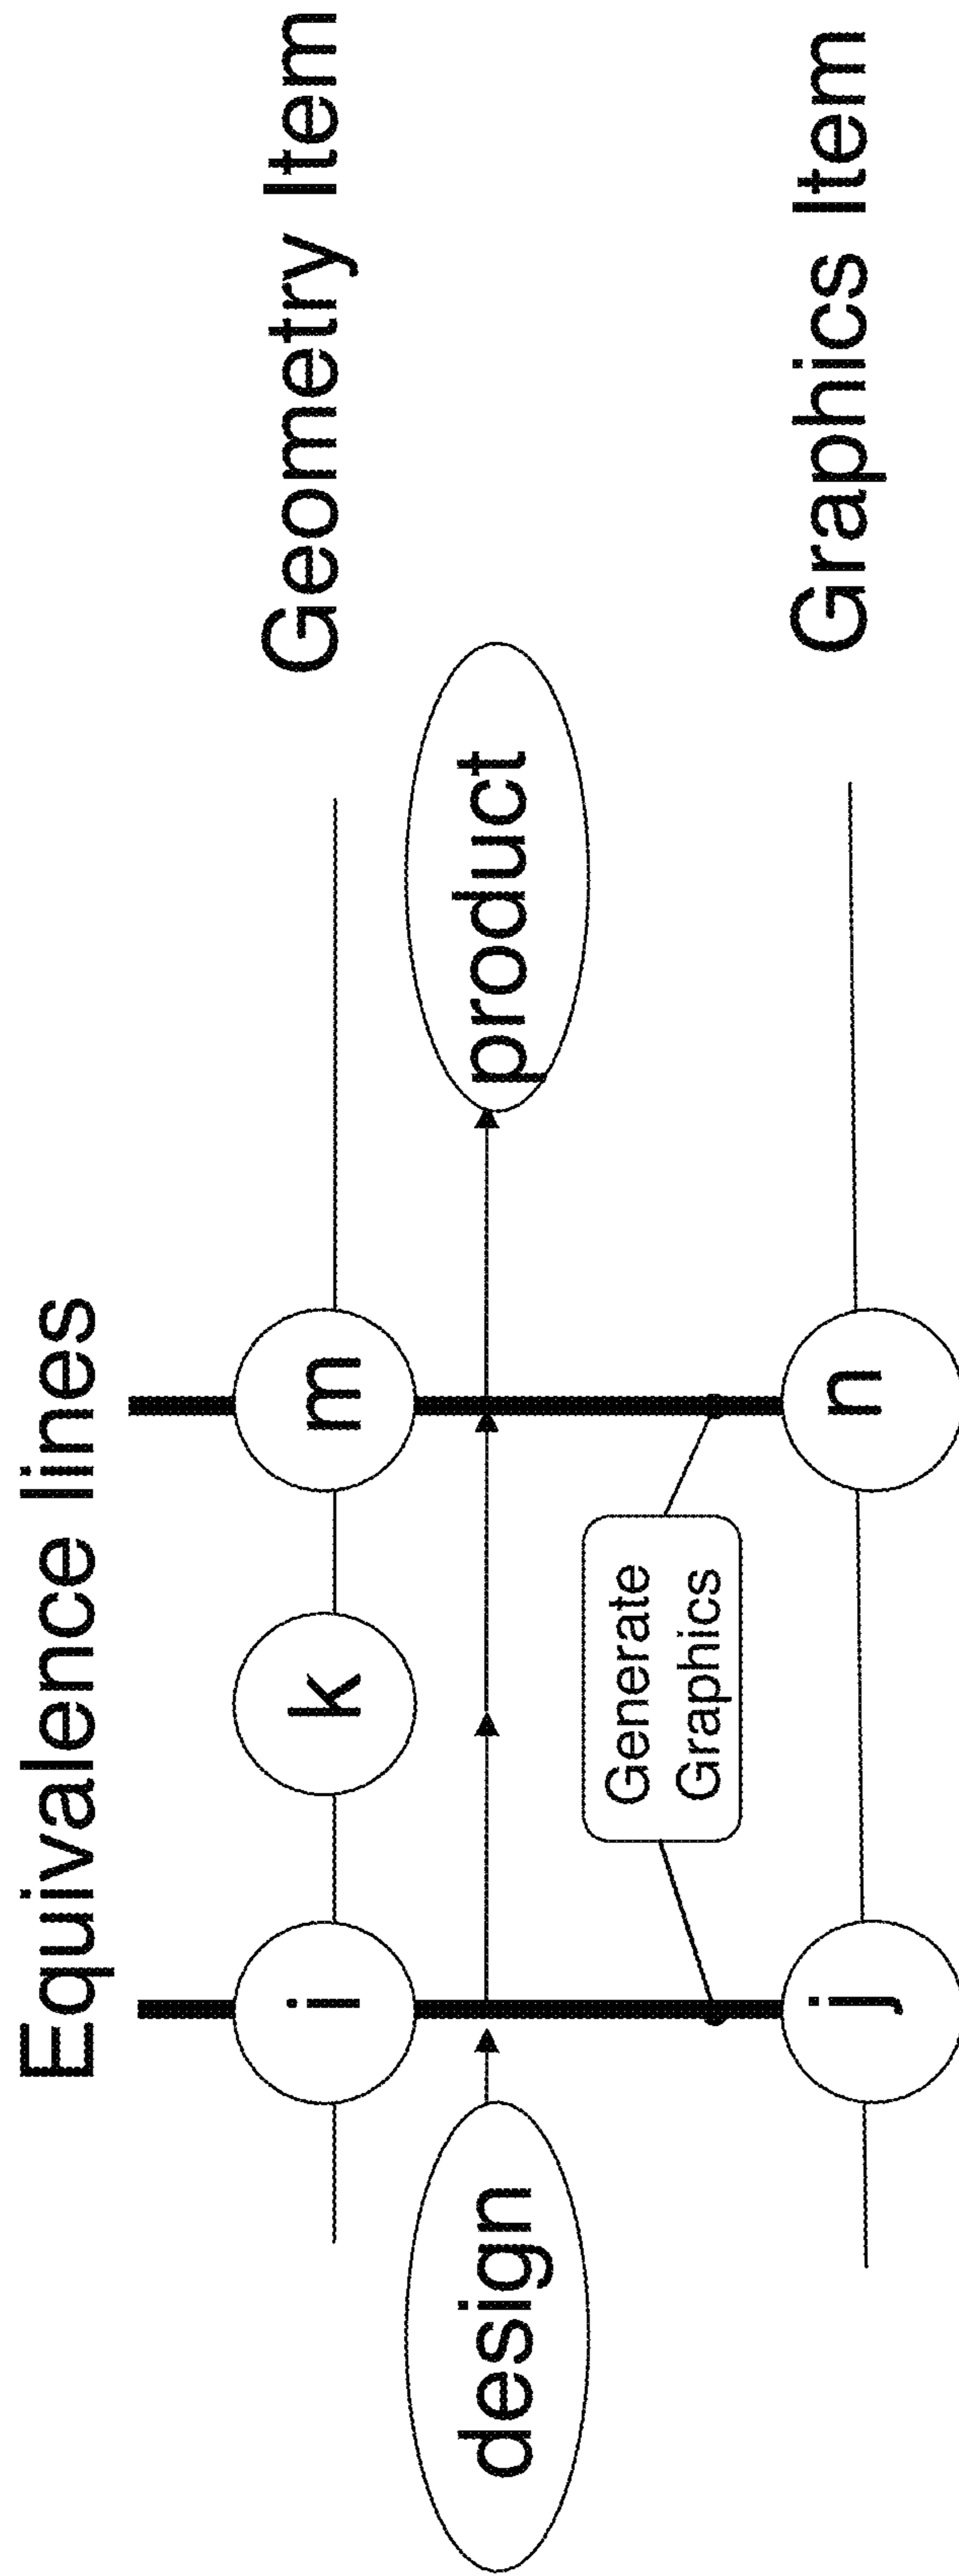 Equivalence lines
i
k
m
Geometry Item
design
product
Generate
Graphics
j
n
Graphics Item